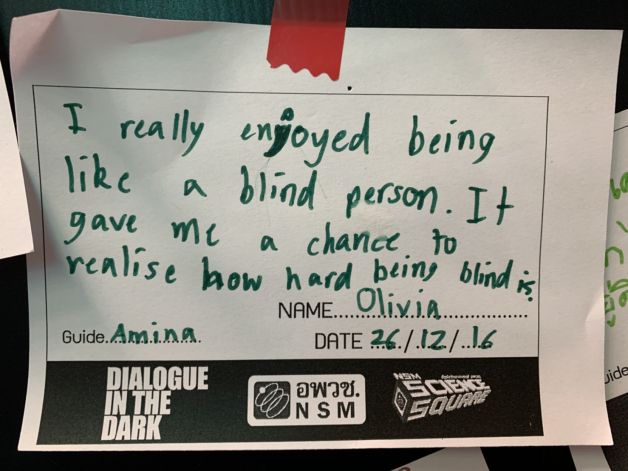 I really enjoyed being
like a blind person. It
gave me a chance to
realise how hard being blind is.
NAME Olivia
Guide Amina
DATE 26/12/16
DIALOGUE
IN THE
DARK
อพวช.
NSM
NSM
SCIENCE
SQUARE
uide